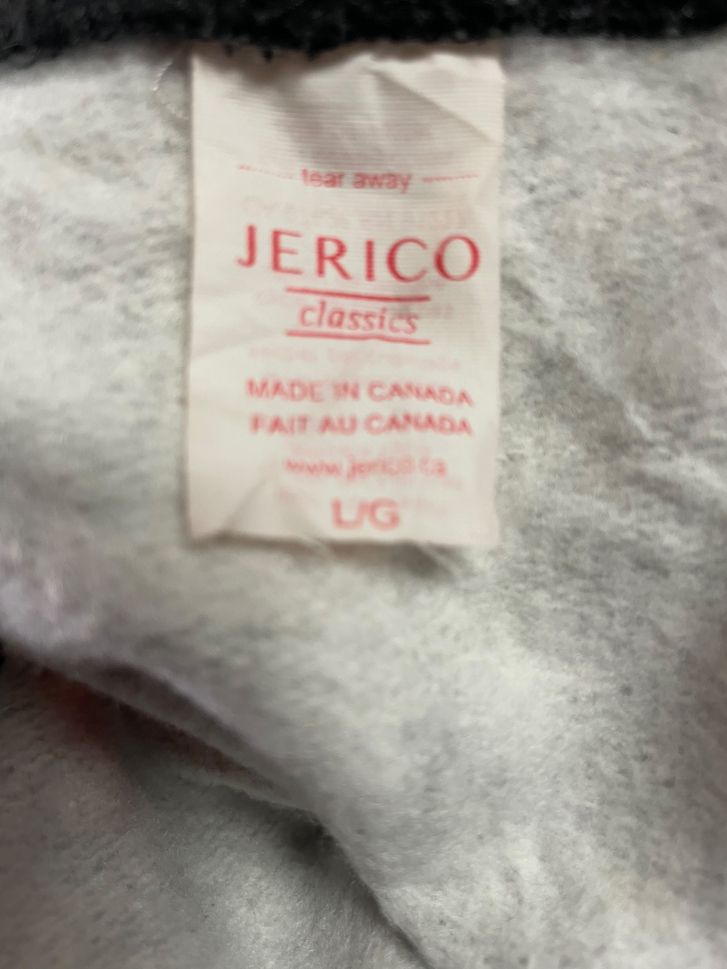 tear away
JERICO
classics
MADE IN CANADA
FAIT AU CANADA
www.jerico.ca
L/G